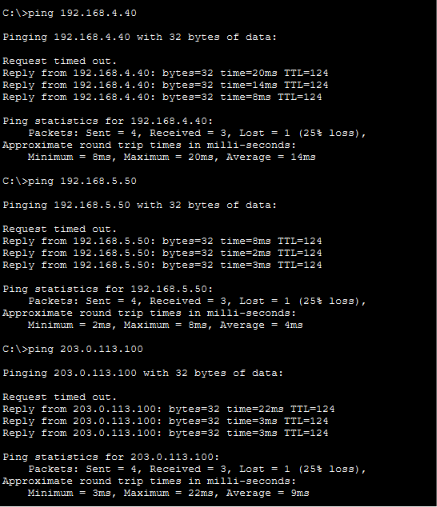 C:\>ping 192.168.4.40
Pinging 192.168.4.40 with 32 bytes of data:
Request timed out.
Reply from 192.168.4.40: bytes=32 time=20ms TTL=124
Reply from 192.168.4.40: bytes=32 time=14ms TTL=124
Reply from 192.168.4.40: bytes=32 time=8ms TTL=124
Ping statistics for 192.168.4.40:
Packets: Sent = 4, Received = 3, Lost = 1 (25% loss),
Approximate round trip times in milli-seconds:
Minimum = 8ms, Maximum = 20ms, Average = 14ms
C:\>ping 192.168.5.50
Pinging 192.168.5.50 with 32 bytes of data:
Request timed out.
Reply from 192.168.5.50: bytes=32 time=8ms TTL=124
Reply from 192.168.5.50: bytes=32 time=2ms TTL=124
Reply from 192.168.5.50: bytes=32 time=3ms TTL=124
Ping statistics for 192.168.5.50:
Packets: Sent = 4, Received = 3, Lost = 1 (25% loss),
Approximate round trip times in milli-seconds:
Minimum = 2ms, Maximum = 8ms, Average = 4ms
C:\>ping 203.0.113.100
Pinging 203.0.113.100 with 32 bytes of data:
Request timed out.
Reply from 203.0.113.100: bytes=32 time=22ms TTL=124
Reply from 203.0.113.100: bytes=32 time=3ms TTL=124
Reply from 203.0.113.100: bytes=32 time=3ms TTL=124
Ping statistics for 203.0.113.100:
Packets: Sent = 4, Received = 3, Lost = 1 (25% loss),
Approximate round trip times in milli-seconds:
Minimum = 3ms, Maximum = 22ms, Average = 9ms